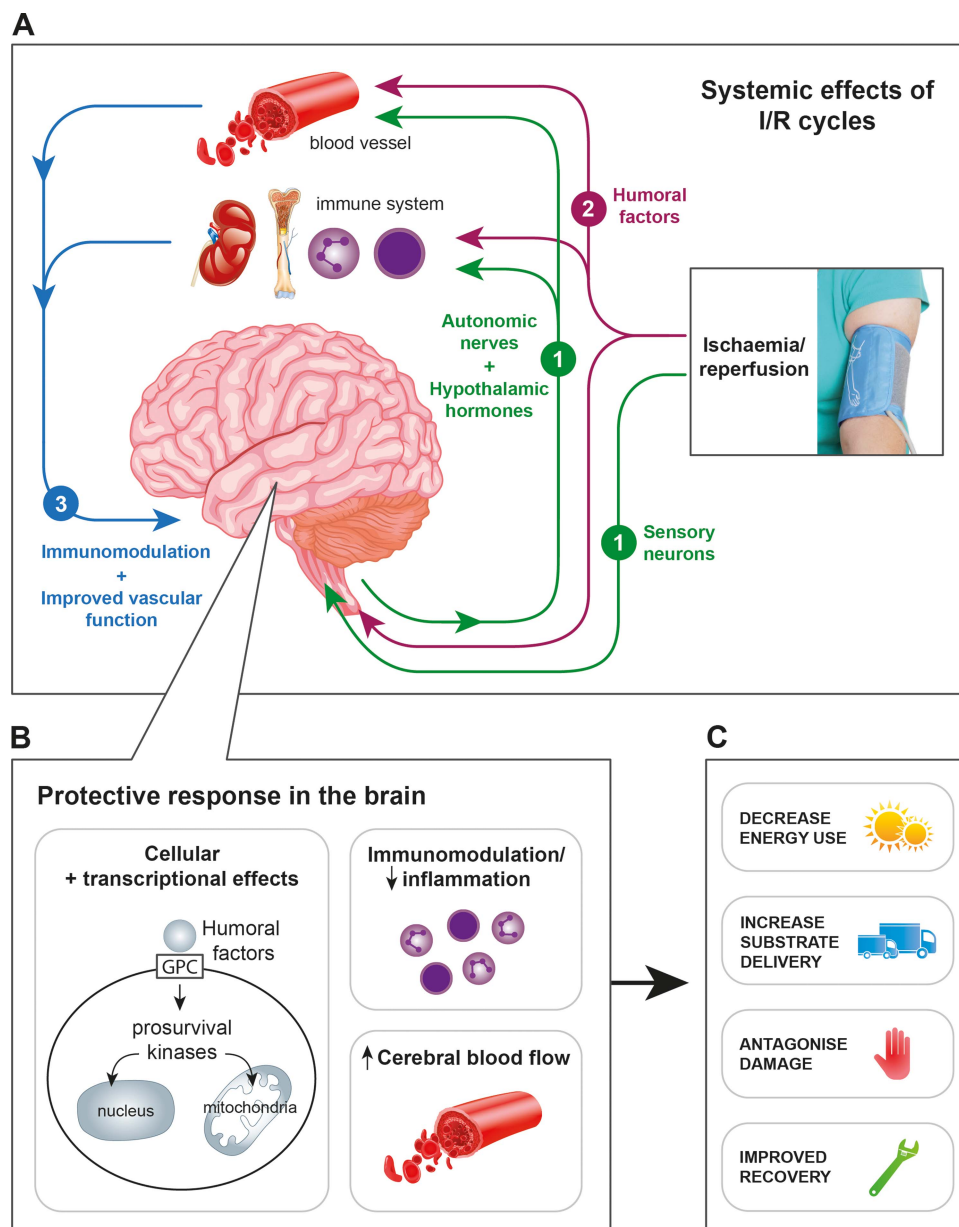 A
Systemic effects of
I/R cycles
blood vessel
2
Humoral
factors
immune system
Autonomic
nerves
+
Hypothalamic
hormones
1
Ischaemia/
reperfusion
3
Immunomodulation
+
Improved vascular
function
1
Sensory
neurons
B
Protective response in the brain
Cellular
+ transcriptional effects
Humoral
factors
GPC
prosurvival
kinases
nucleus
mitochondria
Immunomodulation/
↓ inflammation
↑ Cerebral blood flow
C
DECREASE
ENERGY USE
INCREASE
SUBSTRATE
DELIVERY
ANTAGONISE
DAMAGE
IMPROVED
RECOVERY